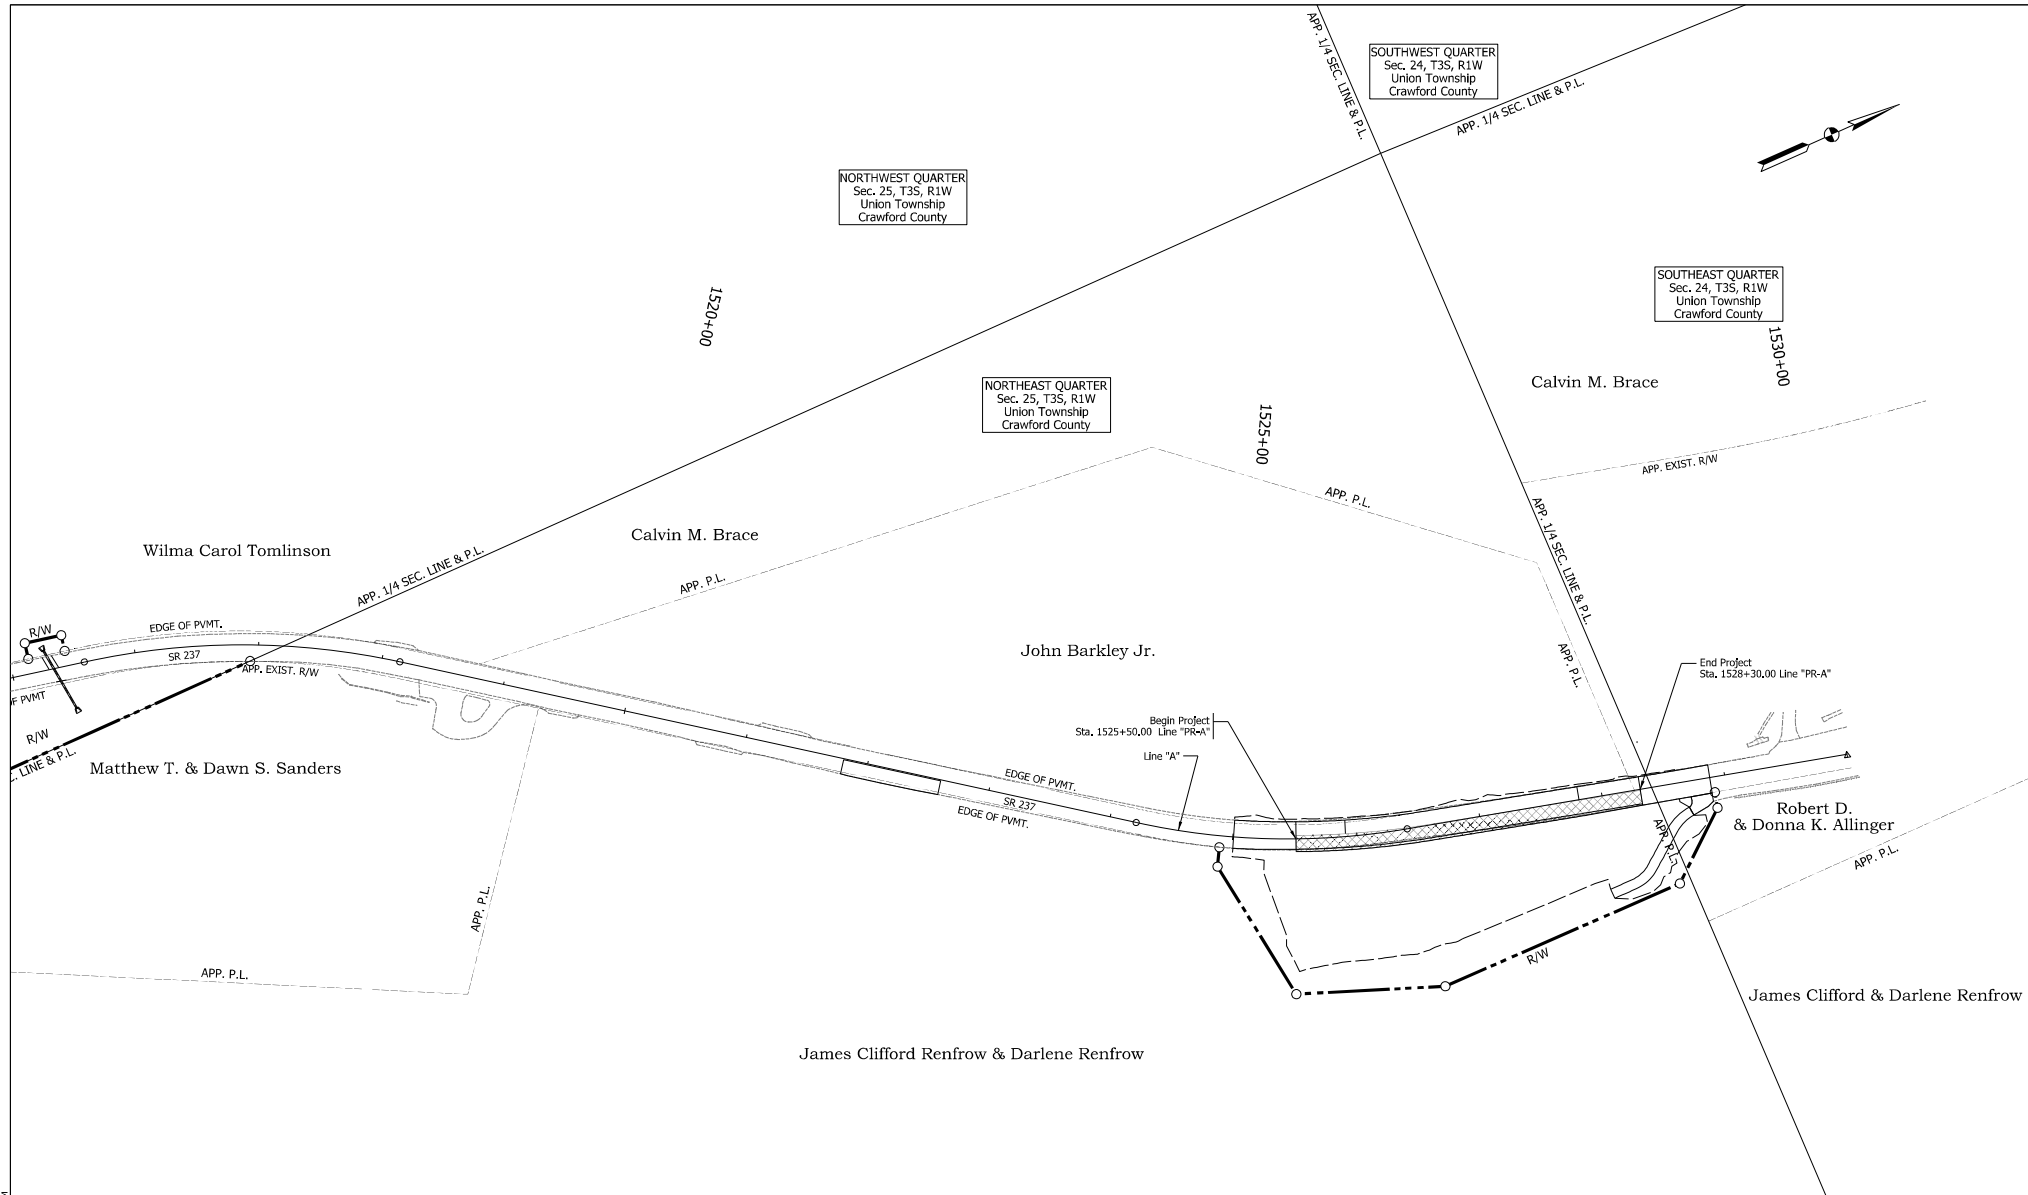 APP. 1/4 SEC. LINE & P.L.
SOUTHWEST QUARTER
Sec. 24, T3S, R1W
Union Township
Crawford County
APP. 1/4 SEC. LINE & P.L.
NORTHWEST QUARTER
Sec. 25, T3S, R1W
Union Township
Crawford County
SOUTHEAST QUARTER
Sec. 24, T3S, R1W
Union Township
Crawford County
1520+00
1530+00
NORTHEAST QUARTER
Sec. 25, T3S, R1W
Union Township
Crawford County
Calvin M. Brace
1525+00
APP. EXIST. R/W
APP. P.L.
APP. 1/4 SEC. LINE & P.L.
Wilma Carol Tomlinson
Calvin M. Brace
APP. 1/4 SEC. LINE & P.L.
APP. P.L.
R/W
EDGE OF PVMT.
SR 237
APP. EXIST. R/W
John Barkley Jr.
APP. P.L.
End Project
Sta. 1528+30.00 Line "PR-A"
OF PVMT
Begin Project
Sta. 1525+50.00 Line "PR-A"
R/W
LINE & P.L.
Matthew T. & Dawn S. Sanders
Line "A"
EDGE OF PVMT.
SR 237
EDGE OF PVMT.
Robert D.
& Donna K. Allinger
APP. P.L.
APP. P.L.
APP. P.L.
APP. P.L.
R/W
James Clifford & Darlene Renfrow
James Clifford Renfrow & Darlene Renfrow